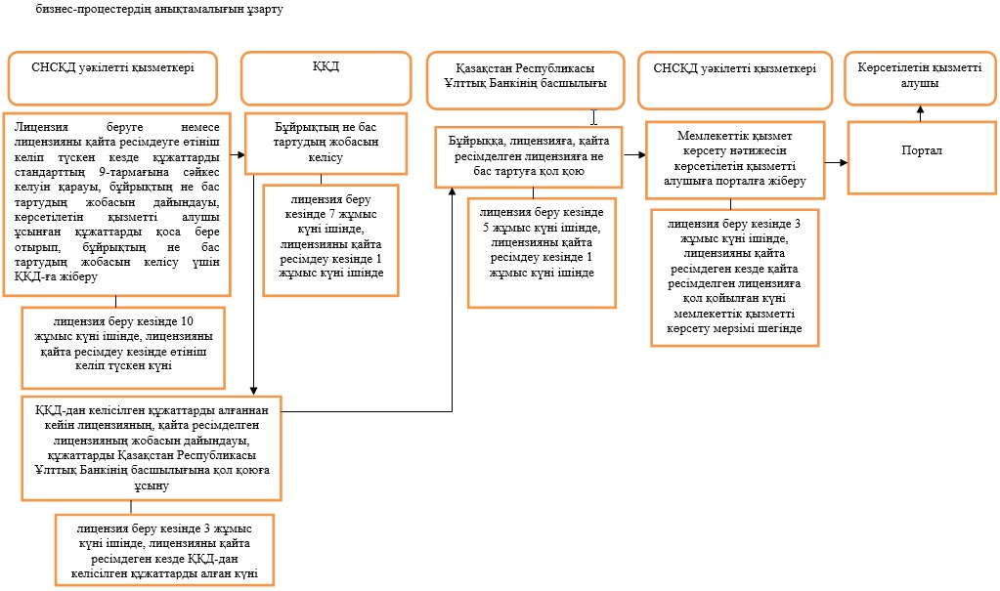 бизнес-процестердің анықтамалығын ұзарту
СНСҚД уәкілетті қызметкері
ҚҚД
Қазақстан Республикасы
Ұлттық Банкінің басшылығы
СНСҚД уәкілетті қызметкері
Көрсетілетін қызметті
алушы
Лицензия беруге немесе
лицензияны қайта ресімдеуге өтініш
келіп түскен кезде құжаттарды
стандарттың 9-тармағына сәйкес
келуін қарауы, бұйрықтың не бас
тартудың жобасын дайындауы,
көрсетілетін қызметті алушы
ұсынған құжаттарды қоса бере
отырып, бұйрықтың не бас
тартудың жобасын келісу үшін
ҚҚД-ға жіберу
лицензия беру кезінде 10
жұмыс күні ішінде, лицензияны
қайта ресімдеу кезінде өтініш
келіп түскен күні
Бұйрықтың не бас
тартудың жобасын
келісу
лицензия беру
кезінде 7 жұмыс
күні ішінде,
лицензияны қайта
ресімдеу кезінде 1
жұмыс күні ішінде
Бұйрыққа, лицензияға, қайта
ресімделген лицензияға не
бас тартуға қол қою
лицензия беру кезінде
5 жұмыс күні ішінде,
лицензияны қайта
ресімдеу кезінде 1
жұмыс күні ішінде
Мемлекеттік қызмет
көрсету нәтижесін
көрсетілетін қызметті
алушыға порталға жіберу
лицензия беру кезінде 3
жұмыс күні ішінде,
лицензияны қайта
ресімдеген кезде қайта
ресімделген лицензияға
қол қойылған күні
мемлекеттік қызметті
көрсету мерзімі шегінде
Портал
ҚҚД-дан келісілген құжаттарды алғаннан
кейін лицензияның, қайта ресімделген
лицензияның жобасын дайындауы,
құжаттарды Қазақстан Республикасы
Ұлттық Банкінің басшылығына қол қоюға
ұсыну
лицензия беру кезінде 3 жұмыс
күні ішінде, лицензияны қайта
ресімдеген кезде ҚҚД-дан
келісілген құжаттарды алған күні